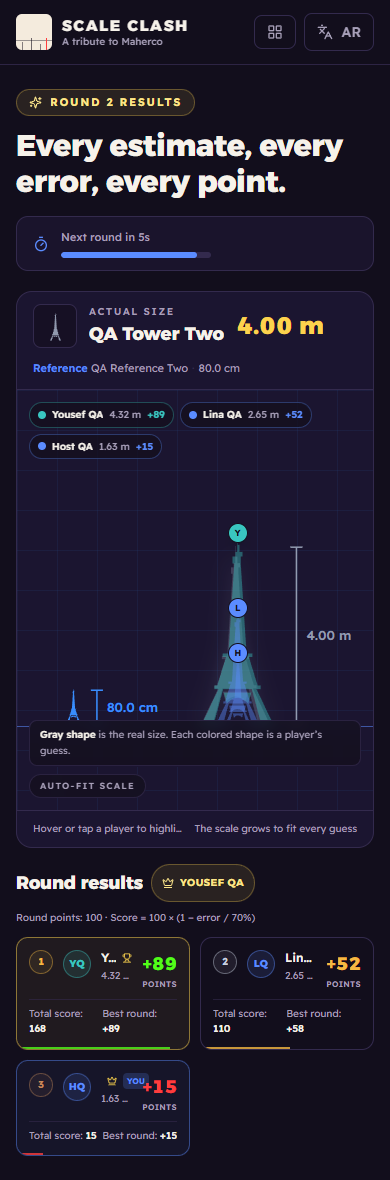 SCALE CLASH
A tribute to Maherco
AR
ROUND 2 RESULTS
Every estimate, every
error, every point.
Next round in 5s
ACTUAL SIZE
QA Tower Two 4.00 m
Reference QA Reference Two · 80.0 cm
Yousef QA 4.32 m +89
Lina QA 2.65 m +52
Host QA 1.63 m +15
Y
L
H
4.00 m
80.0 cm
Gray shape is the real size. Each colored shape is a player's
guess.
AUTO-FIT SCALE
Hover or tap a player to highli… The scale grows to fit every guess
Round results YOUSEF QA
Round points: 100 · Score = 100 × (1 − error / 70%)
1 YQ Y… +89
4.32 … POINTS
Total score: Best round:
168 +89
2 LQ Lin… +52
2.65 … POINTS
Total score: Best round:
110 +58
3 HQ YOU +15
1.63 … POINTS
Total score: 15 Best round: +15